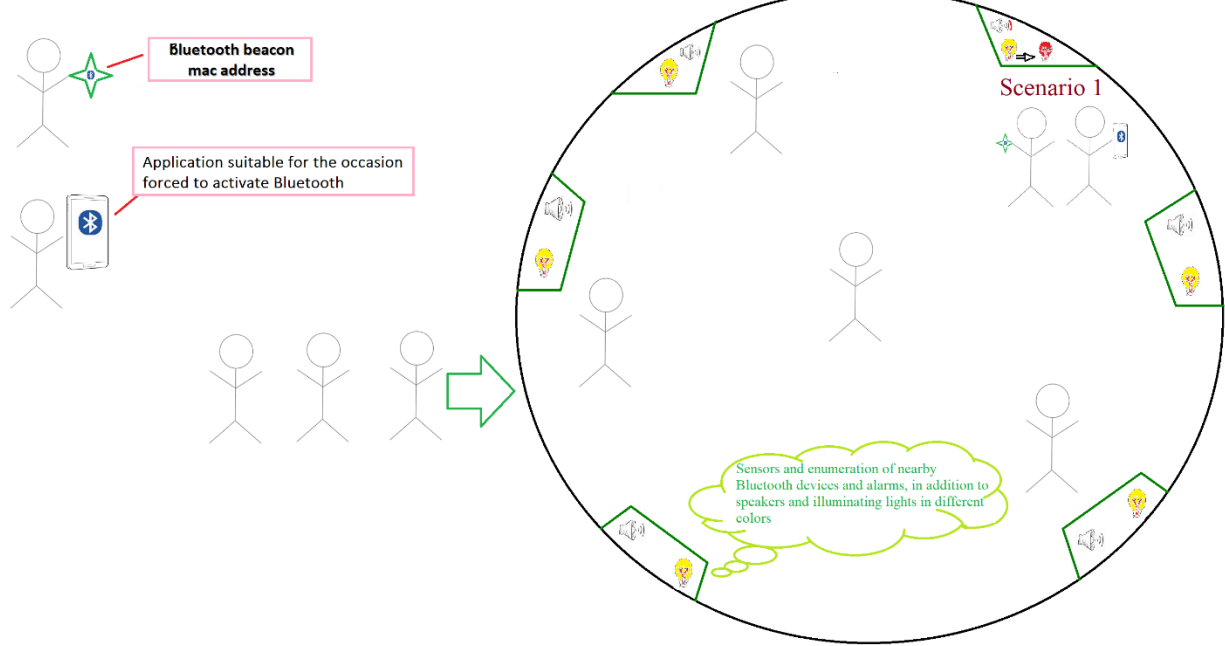 Bluetooth beacon
mac address
Application suitable for the occasion
forced to activate Bluetooth
Scenario 1
Sensors and enumeration of nearby
Bluetooth devices and alarms, in addition to
speakers and illuminating lights in different
colors